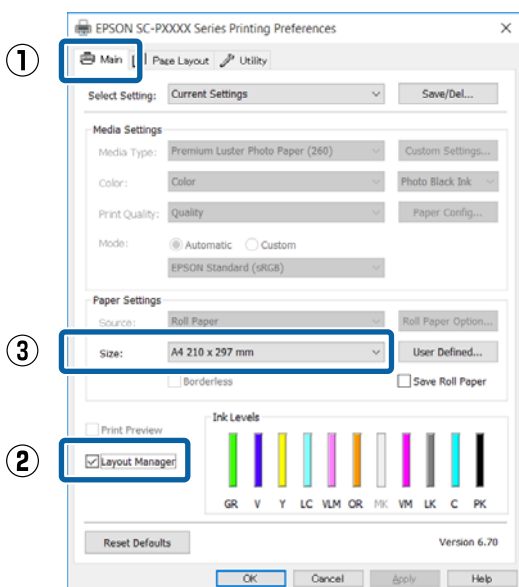 EPSON SC-PXXXX Series Printing Preferences
① Main Page Layout Utility
Select Setting: Current Settings Save/Del...
Media Settings
Media Type: Premium Luster Photo Paper (260) Custom Settings...
Color: Color Photo Black Ink
Print Quality: Quality Paper Config...
Mode: Automatic Custom
EPSON Standard (sRGB)
Paper Settings
Source: Roll Paper Roll Paper Option...
③ Size: A4 210 x 297 mm User Defined...
Borderless Save Roll Paper
Print Preview Ink Levels
② Layout Manager
GR V Y LC VLM OR MK VM LK C PK
Reset Defaults Version 6.70
OK Cancel Apply Help